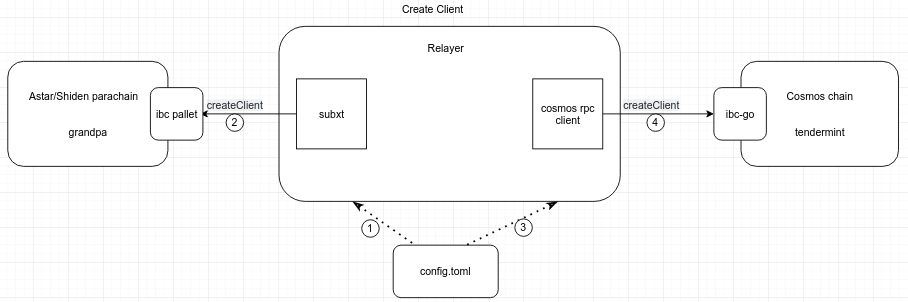 Create Client
Relayer
Astar/Shiden parachain
grandpa
ibc pallet
createClient
2
subxt
cosmos rpc
client
createClient
4
ibc-go
Cosmos chain
tendermint
1
3
config.toml